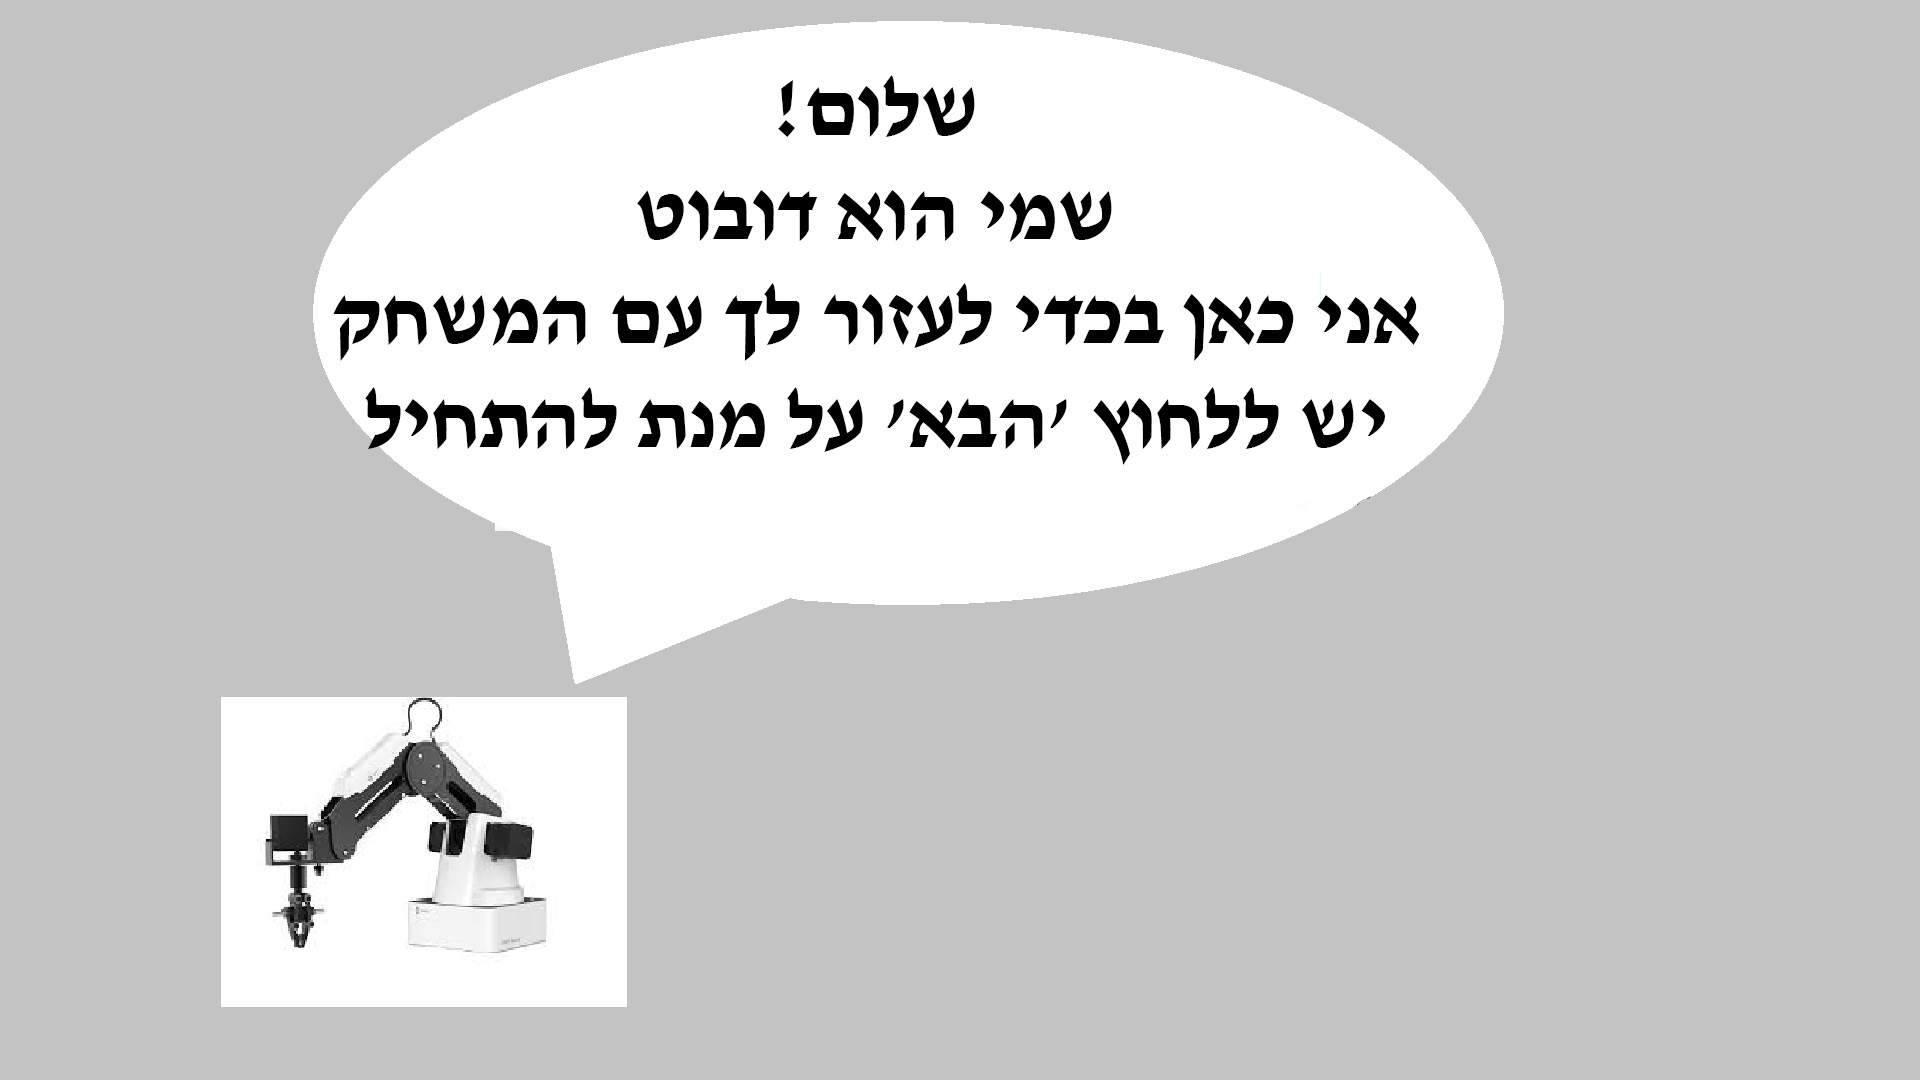 שלום!
שמי הוא דובוט
אני כאן בכדי לעזור לך עם המשחק
יש ללחוץ 'הבא' על מנת להתחיל